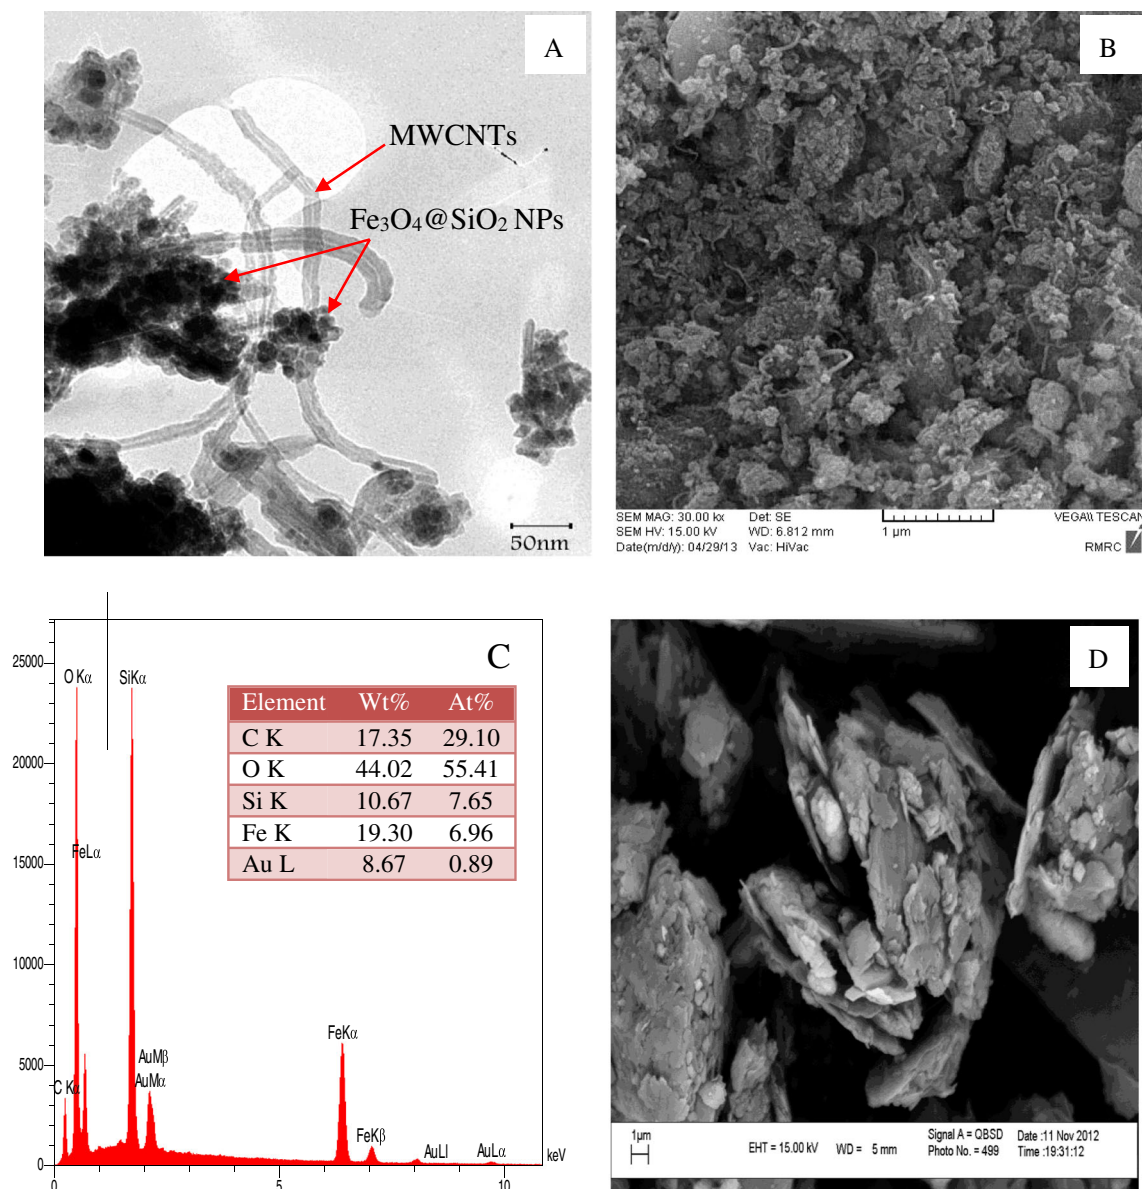 A
MWCNTs
Fe₃O₄@SiO₂ NPs
50nm
B
SEM MAG: 30.00 kx Det: SE
SEM HV: 15.00 kV WD: 6.812 mm 1 µm VEGA\\ TESCAN
Date(m/d/y): 04/29/13 Vac: HiVac RMRC
C
25000
20000
15000
10000
5000
0
O Kα
SiKα
FeLα
C Kα
AuMβ
AuMα
FeKα
FeKβ
AuLl
AuLα
keV
0 5 10
Element Wt% At%
C K 17.35 29.10
O K 44.02 55.41
Si K 10.67 7.65
Fe K 19.30 6.96
Au L 8.67 0.89
D
1µm
EHT = 15.00 kV WD = 5 mm Signal A = QBSD Date :11 Nov 2012
Photo No. = 499 Time :19:31:12